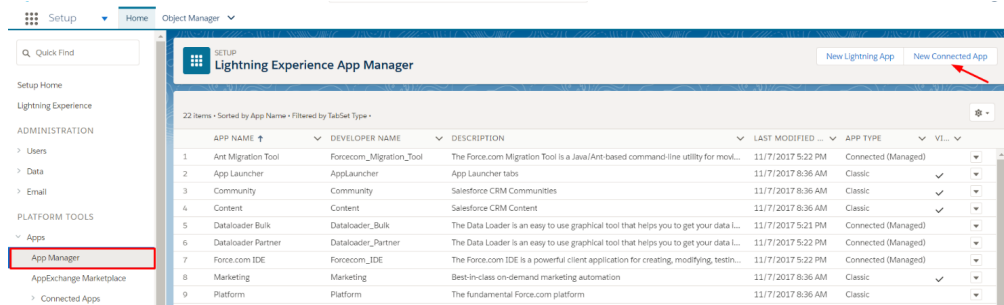 Setup Home Object Manager
Quick Find
Setup Home
Lightning Experience
ADMINISTRATION
Users
Data
Email
PLATFORM TOOLS
Apps
App Manager
AppExchange Marketplace
Connected Apps
SETUP
Lightning Experience App Manager
New Lightning App New Connected App
22 items • Sorted by App Name • Filtered by TabSet Type •
APP NAME DEVELOPER NAME DESCRIPTION LAST MODIFIED ... APP TYPE VI...
1 Ant Migration Tool Forcecom_Migration_Tool The Force.com Migration Tool is a Java/Ant-based command-line utility for movi... 11/7/2017 5:22 PM Connected (Managed)
2 App Launcher AppLauncher App Launcher tabs 11/7/2017 8:36 AM Classic
3 Community Community Salesforce CRM Communities 11/7/2017 8:36 AM Classic
4 Content Content Salesforce CRM Content 11/7/2017 8:36 AM Classic
5 Dataloader Bulk Dataloader_Bulk The Data Loader is an easy to use graphical tool that helps you to get your data i... 11/7/2017 5:21 PM Connected (Managed)
6 Dataloader Partner Dataloader_Partner The Data Loader is an easy to use graphical tool that helps you to get your data i... 11/7/2017 5:22 PM Connected (Managed)
7 Force.com IDE Forcecom_IDE The Force.com IDE is a powerful client application for creating, modifying, testin... 11/7/2017 5:22 PM Connected (Managed)
8 Marketing Marketing Best-in-class on-demand marketing automation 11/7/2017 8:36 AM Classic
9 Platform Platform The fundamental Force.com platform 11/7/2017 8:36 AM Classic